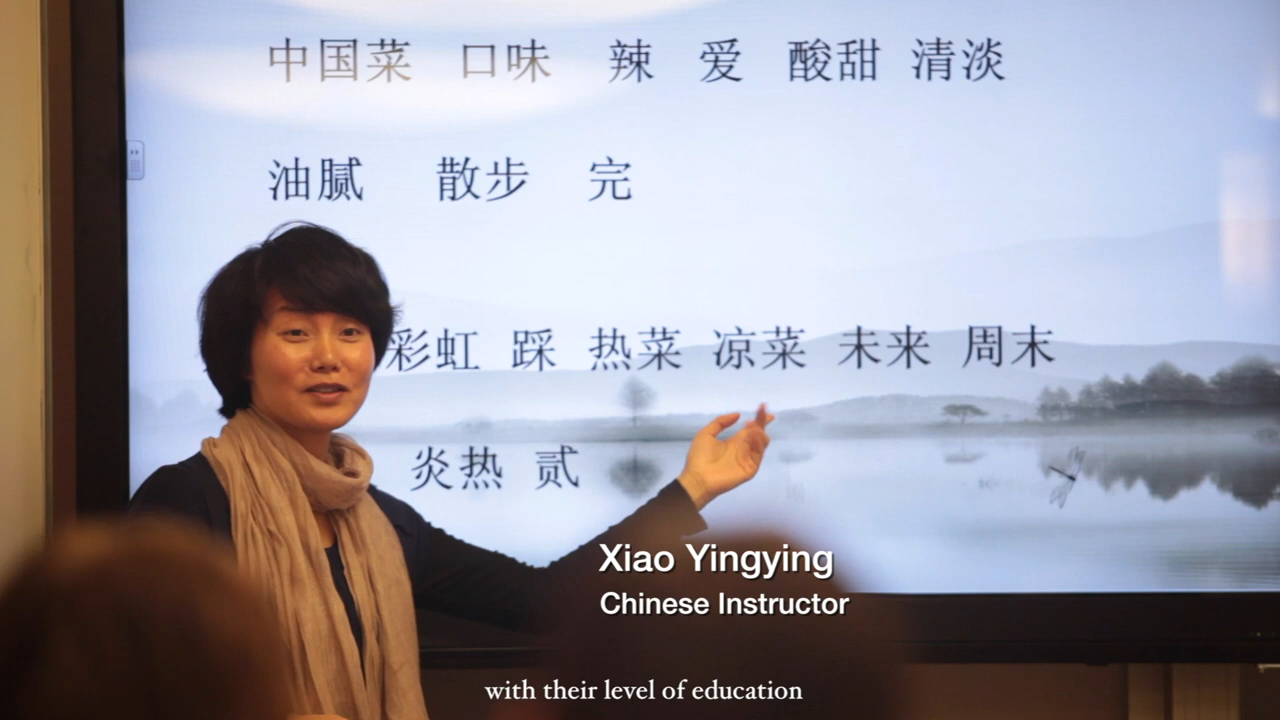 中国菜 口味 辣 爱 酸甜 清淡
油腻 散步 完
彩虹 踩 热菜 凉菜 未来 周末
炎热 贰
Xiao Yingying
Chinese Instructor
with their level of education